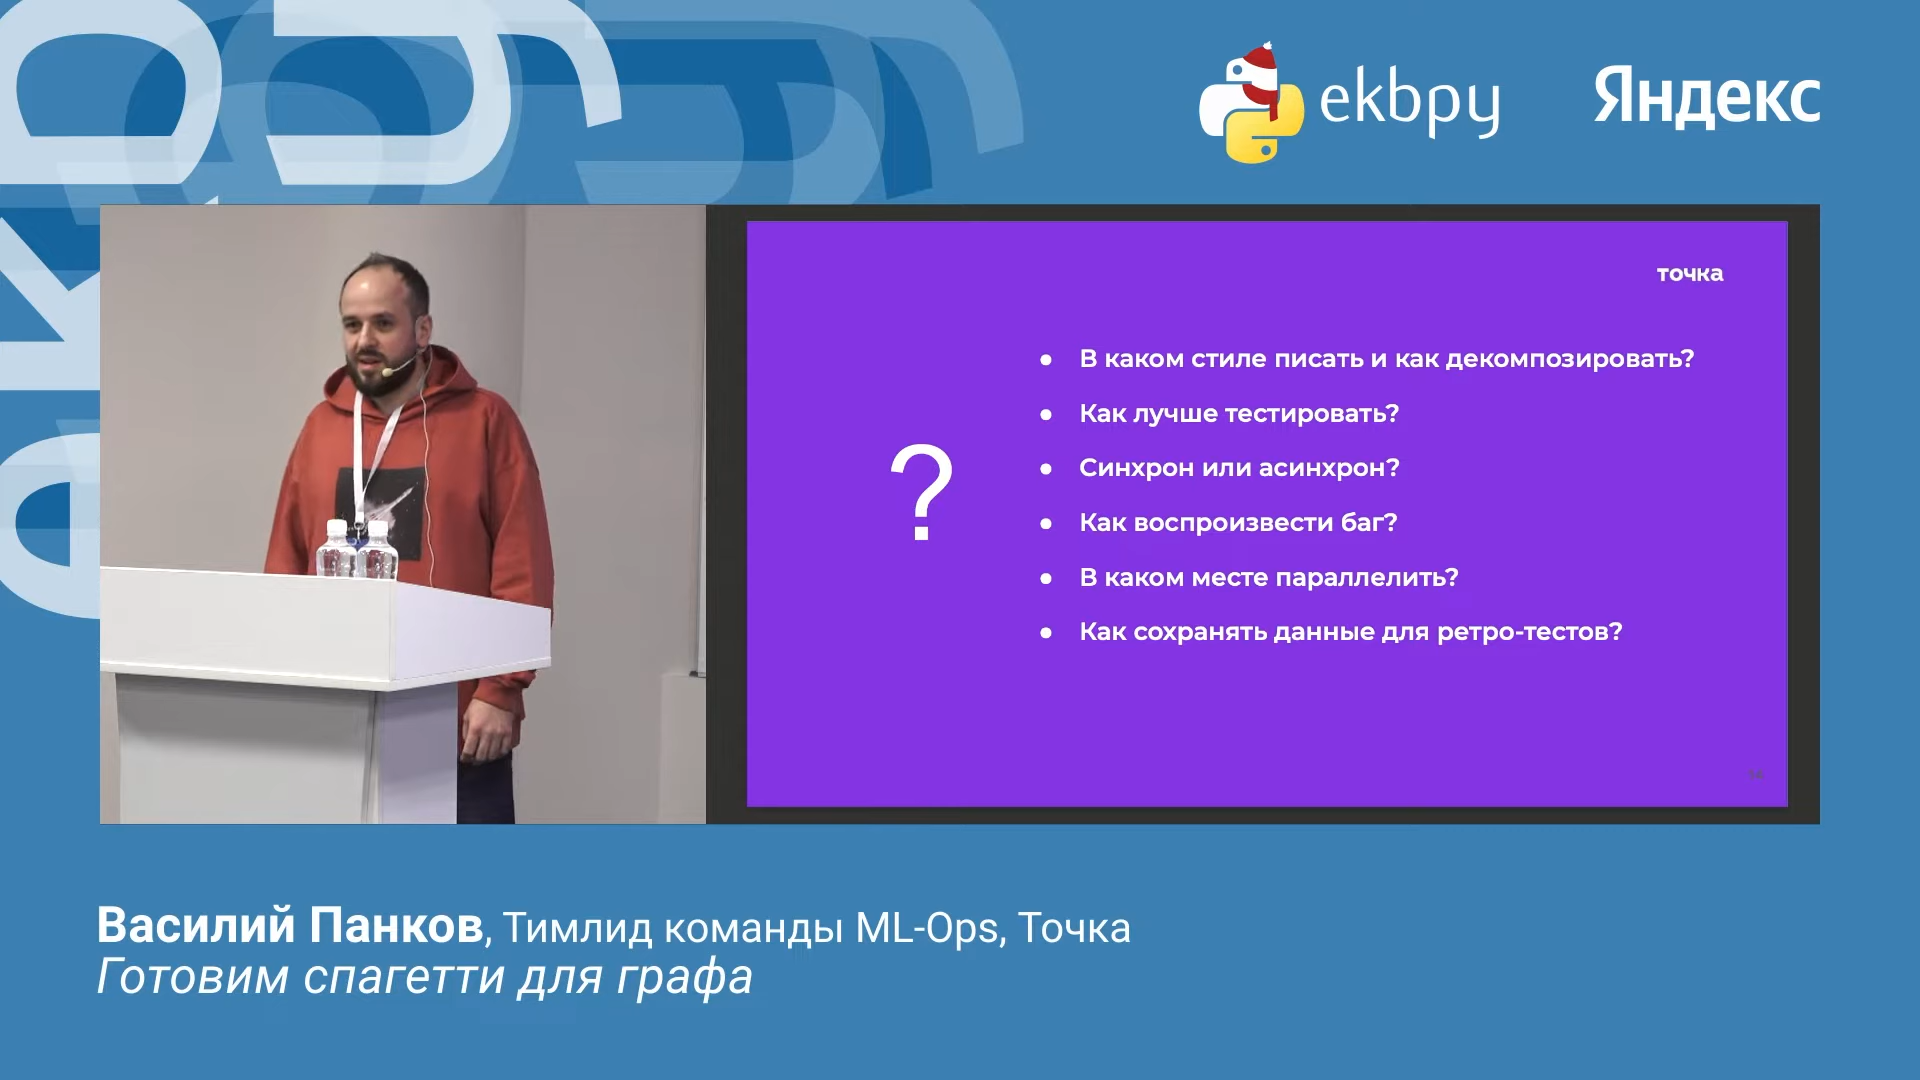 ekbpy
Яндекс
точка
?
● В каком стиле писать и как декомпозировать?
● Как лучше тестировать?
● Синхрон или асинхрон?
● Как воспроизвести баг?
● В каком месте параллелить?
● Как сохранять данные для ретро-тестов?
Василий Панков, Тимлид команды ML-Ops, Точка
Готовим спагетти для графа